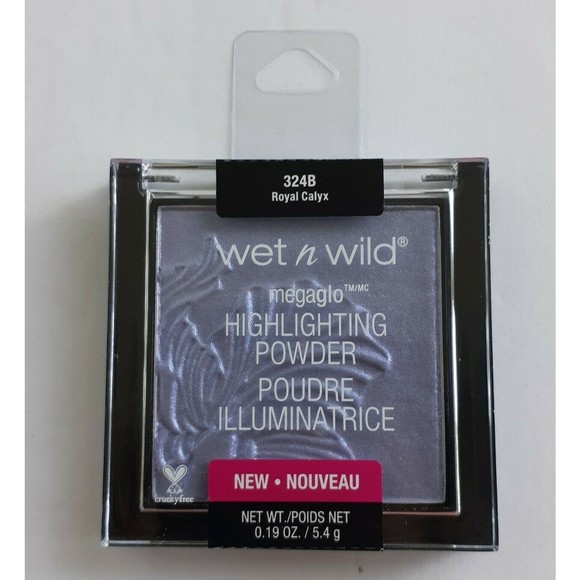 324B
Royal Calyx
wet n wild®
megaglo™/MC
HIGHLIGHTING
POWDER
POUDRE
ILLUMINATRICE
crueltyfree
NEW • NOUVEAU
NET WT./POIDS NET
0.19 OZ. / 5.4 g